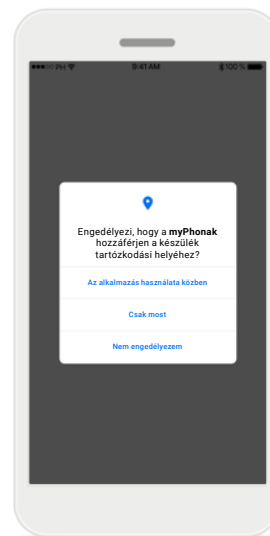 PH 9:41 AM 100 %
Engedélyezi, hogy a myPhonak
hozzáférjen a készülék
tartózkodási helyéhez?
Az alkalmazás használata közben
Csak most
Nem engedélyezem